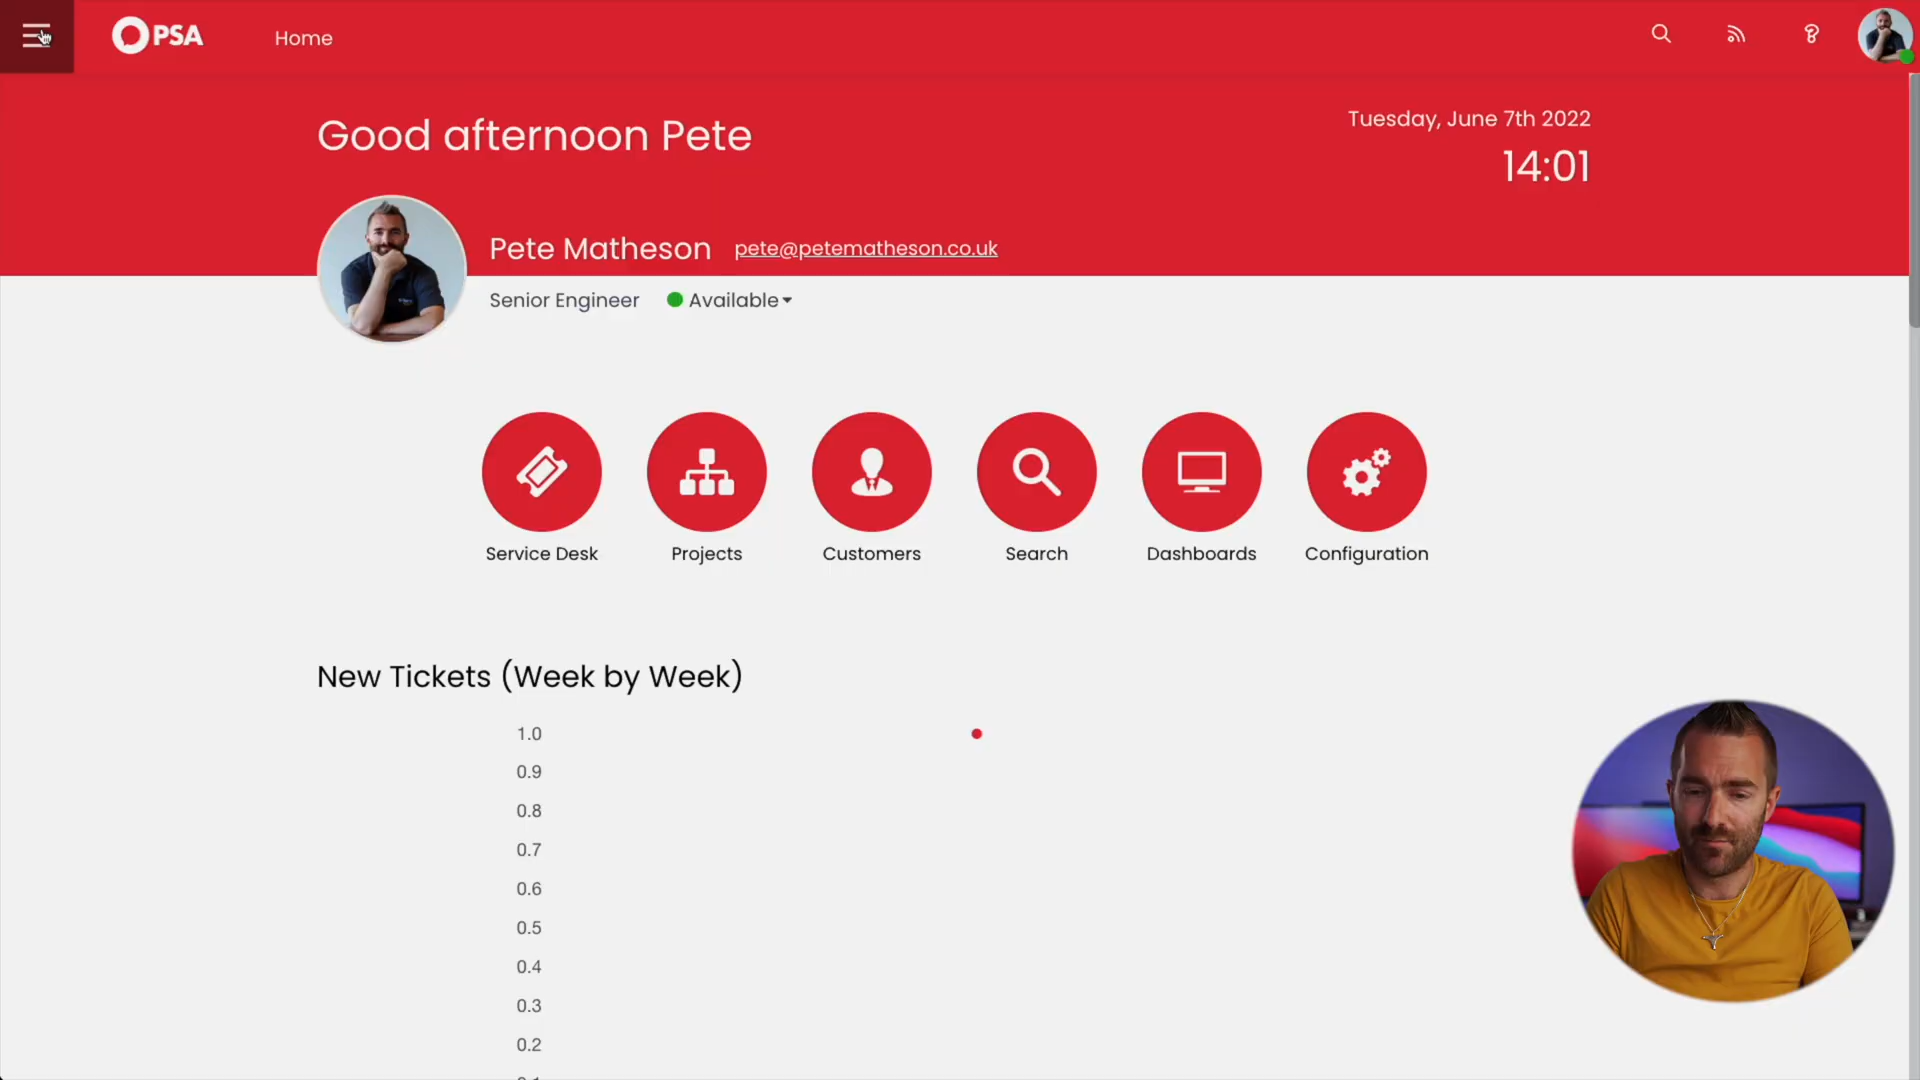 PSA
Home
Good afternoon Pete
Tuesday, June 7th 2022
14:01
Pete Matheson
pete@petematheson.co.uk
Senior Engineer
Available
Service Desk
Projects
Customers
Search
Dashboards
Configuration
New Tickets (Week by Week)
1.0
0.9
0.8
0.7
0.6
0.5
0.4
0.3
0.2